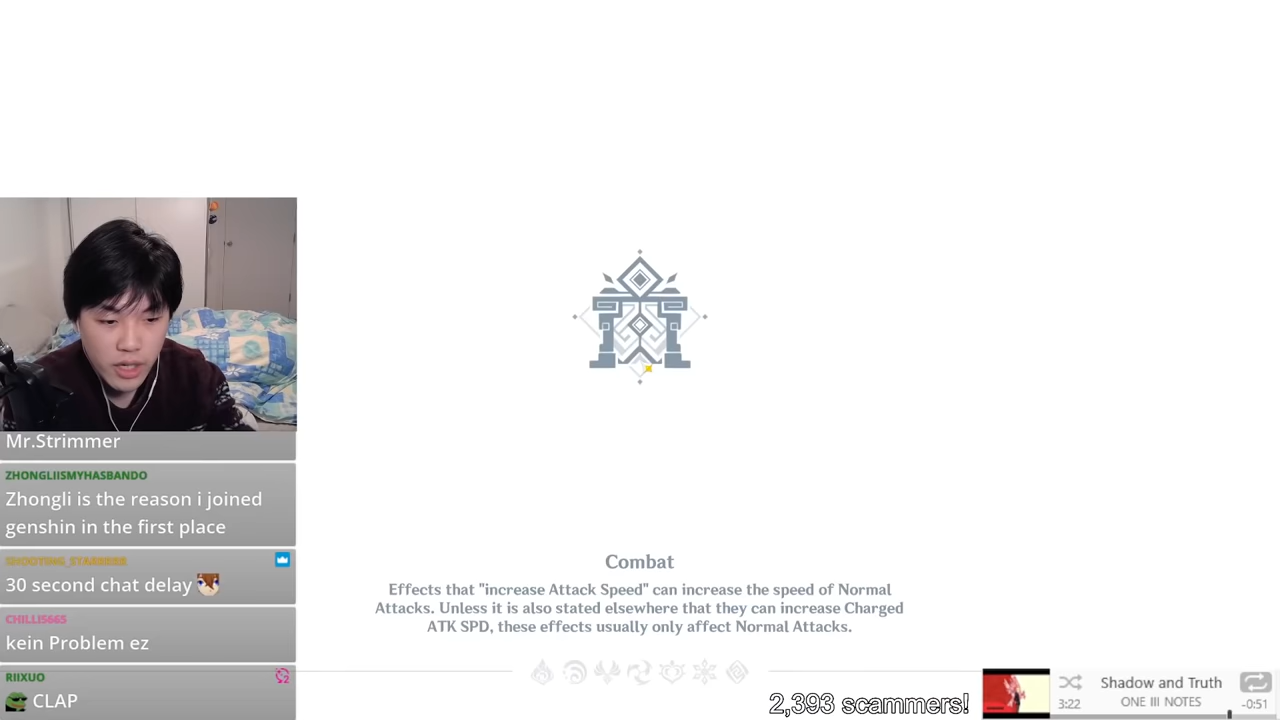 Mr.Strimmer
ZHONGLIISMYHASBANDO
Zhongli is the reason i joined
genshin in the first place
30 second chat delay
CHILLI5665
kein Problem ez
RIIXUO
CLAP
Combat
Effects that "increase Attack Speed" can increase the speed of Normal
Attacks. Unless it is also stated elsewhere that they can increase Charged
ATK SPD, these effects usually only affect Normal Attacks.
2,393 scammers!
Shadow and Truth
ONE III NOTES
3:22
-0:51